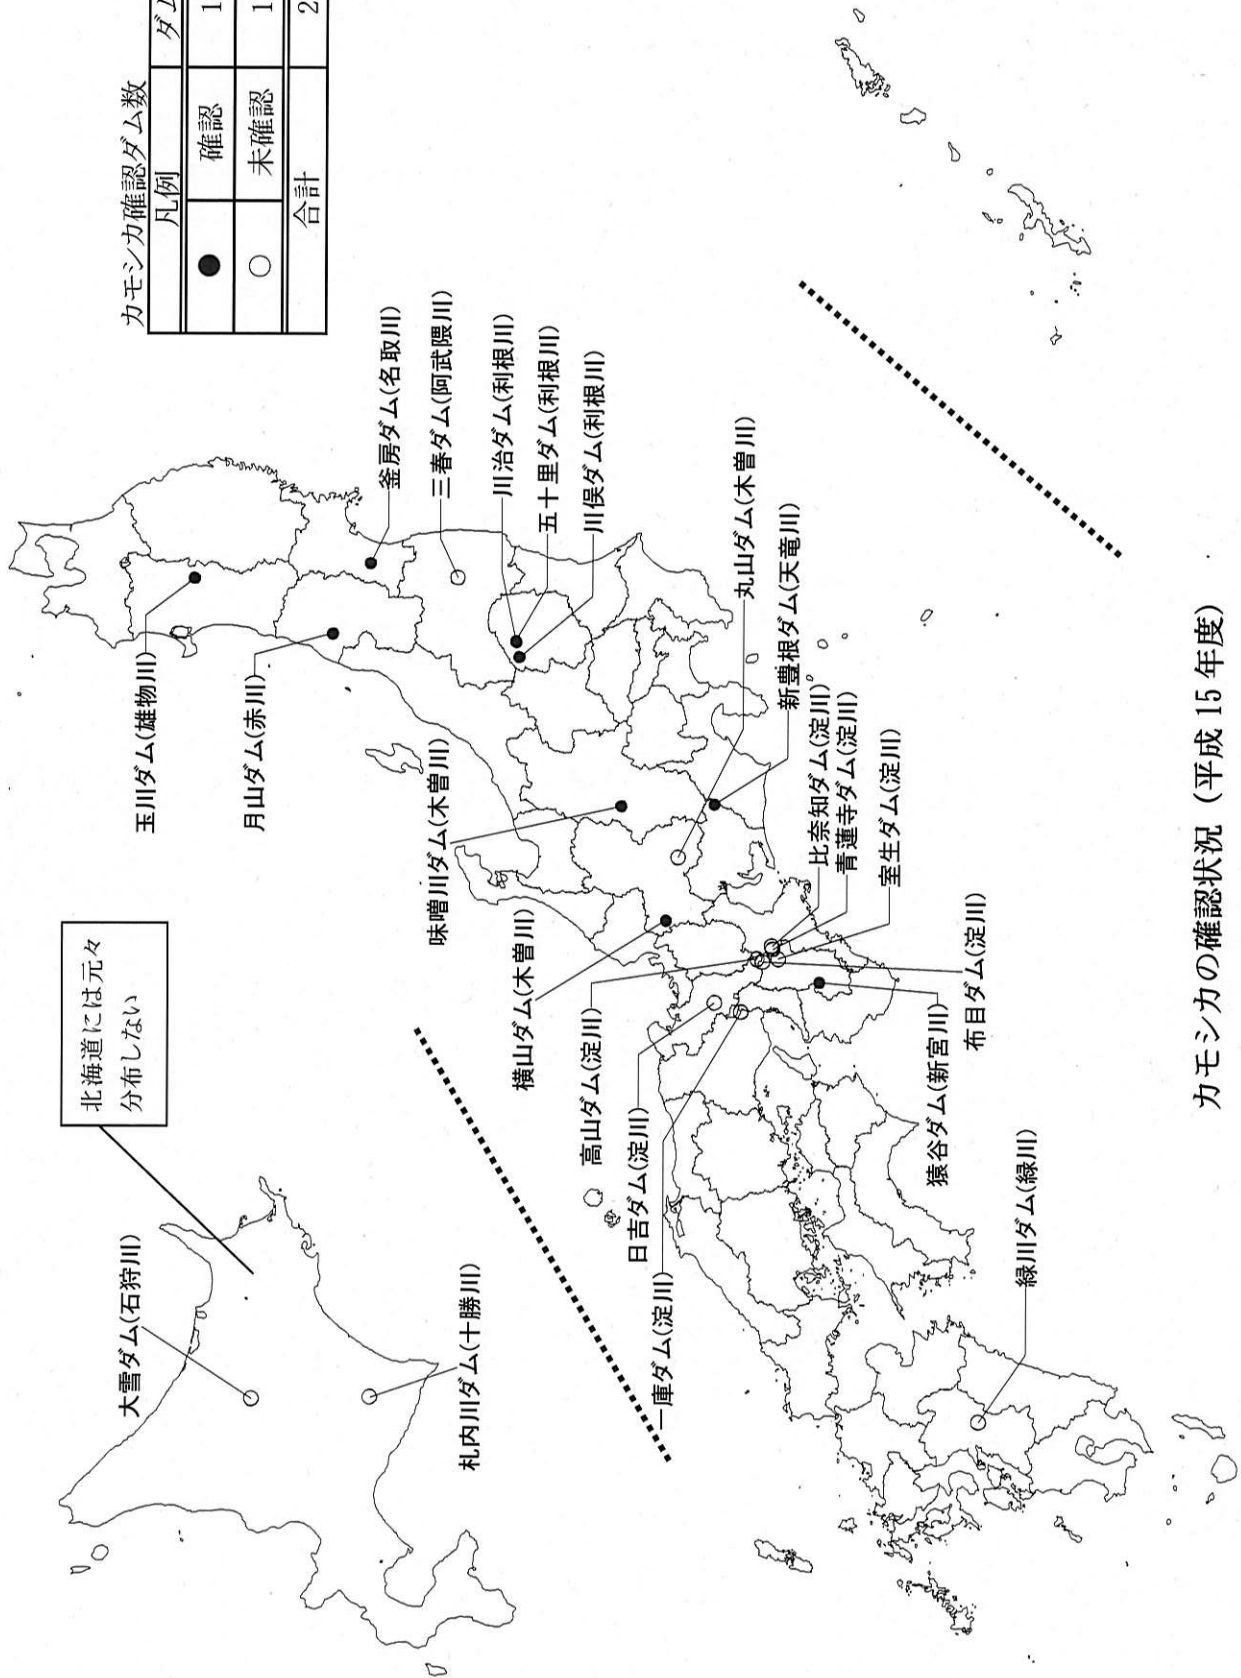 カモシカの確認状況 (平成 15 年度)
カモシカ確認ダム数
凡例
ダム
● 確認 1
○ 未確認 1
合計 2
北海道には元々
分布しない
大雪ダム(石狩川)
札内川ダム(十勝川)
玉川ダム(雄物川)
月山ダム(赤川)
釜房ダム(名取川)
三春ダム(阿武隈川)
川治ダム(利根川)
五十里ダム(利根川)
川俣ダム(利根川)
味噌川ダム(木曽川)
丸山ダム(木曽川)
新豊根ダム(天竜川)
横山ダム(木曽川)
高山ダム(淀川)
日吉ダム(淀川)
一庫ダム(淀川)
比奈知ダム(淀川)
青蓮寺ダム(淀川)
室生ダム(淀川)
布目ダム(淀川)
猿谷ダム(新宮川)
緑川ダム(緑川)